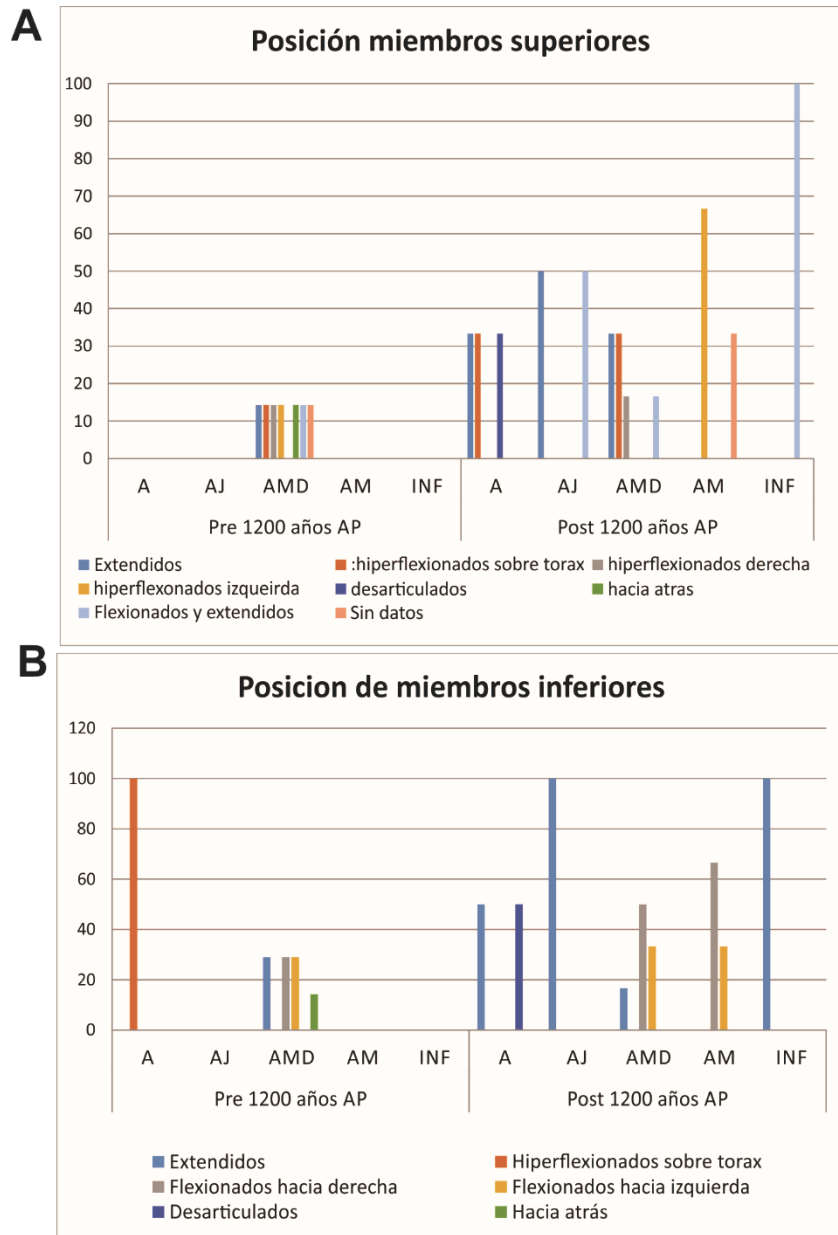 A
Posición miembros superiores
100
90
80
70
60
50
40
30
20
10
0
A AJ AMD AM INF A AJ AMD AM INF
Pre 1200 años AP Post 1200 años AP
Extendidos :hiperflexionados sobre torax hiperflexionados derecha
hiperflexonados izqueirda desarticulados hacia atras
Flexionados y extendidos Sin datos
B
Posicion de miembros inferiores
120
100
80
60
40
20
0
A AJ AMD AM INF A AJ AMD AM INF
Pre 1200 años AP Post 1200 años AP
Extendidos Hiperflexionados sobre torax
Flexionados hacia derecha Flexionados hacia izquierda
Desarticulados Hacia atrás